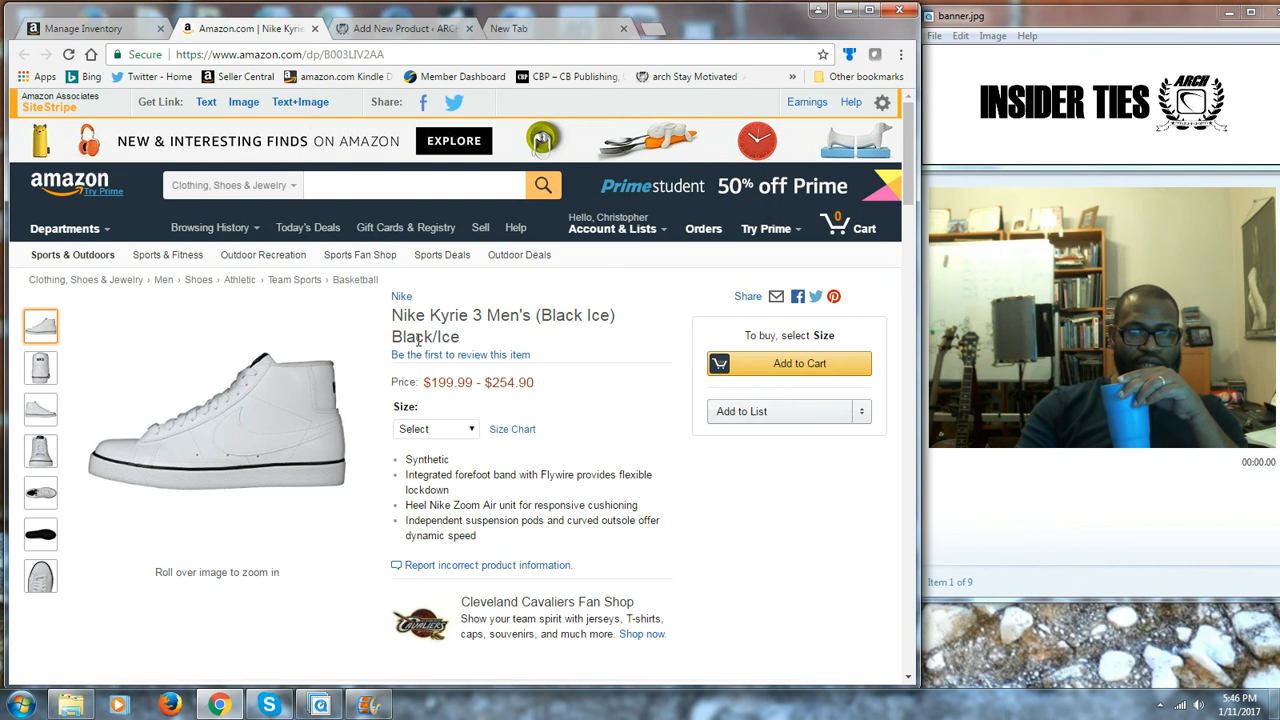 Manage Inventory
Amazon.com | Nike Kyrie
Add New Product ‹ ARCH
New Tab
Secure
https://www.amazon.com/dp/B003LIV2AA
Apps
Bing
Twitter - Home
Seller Central
amazon.com Kindle D
Member Dashboard
CBP – CB Publishing,
arch Stay Motivated
»
Other bookmarks
Amazon Associates
SiteStripe
Get Link:
Text
Image
Text+Image
Share:
Earnings
Help
NEW & INTERESTING FINDS ON AMAZON
EXPLORE
amazon
Try Prime
Clothing, Shoes & Jewelry
Prime student 50% off Prime
Departments
Browsing History
Today's Deals
Gift Cards & Registry
Sell
Help
Hello, Christopher
Account & Lists
Orders
Try Prime
0
Cart
Sports & Outdoors
Sports & Fitness
Outdoor Recreation
Sports Fan Shop
Sports Deals
Outdoor Deals
Clothing, Shoes & Jewelry › Men › Shoes › Athletic › Team Sports › Basketball
Nike
Nike Kyrie 3 Men's (Black Ice)
Black/Ice
Be the first to review this item
Price: $199.99 - $254.90
Size:
Select
Size Chart
Synthetic
Integrated forefoot band with Flywire provides flexible
lockdown
Heel Nike Zoom Air unit for responsive cushioning
Independent suspension pods and curved outsole offer
dynamic speed
Report incorrect product information.
Roll over image to zoom in
Cleveland Cavaliers Fan Shop
Show your team spirit with jerseys, T-shirts,
caps, souvenirs, and much more. Shop now.
CAVALIERS
Share
To buy, select Size
Add to Cart
Add to List
banner.jpg
File
Edit
Image
Help
INSIDER TIES
ARCH
00:00.00
Item 1 of 9
5:46 PM
1/11/2017